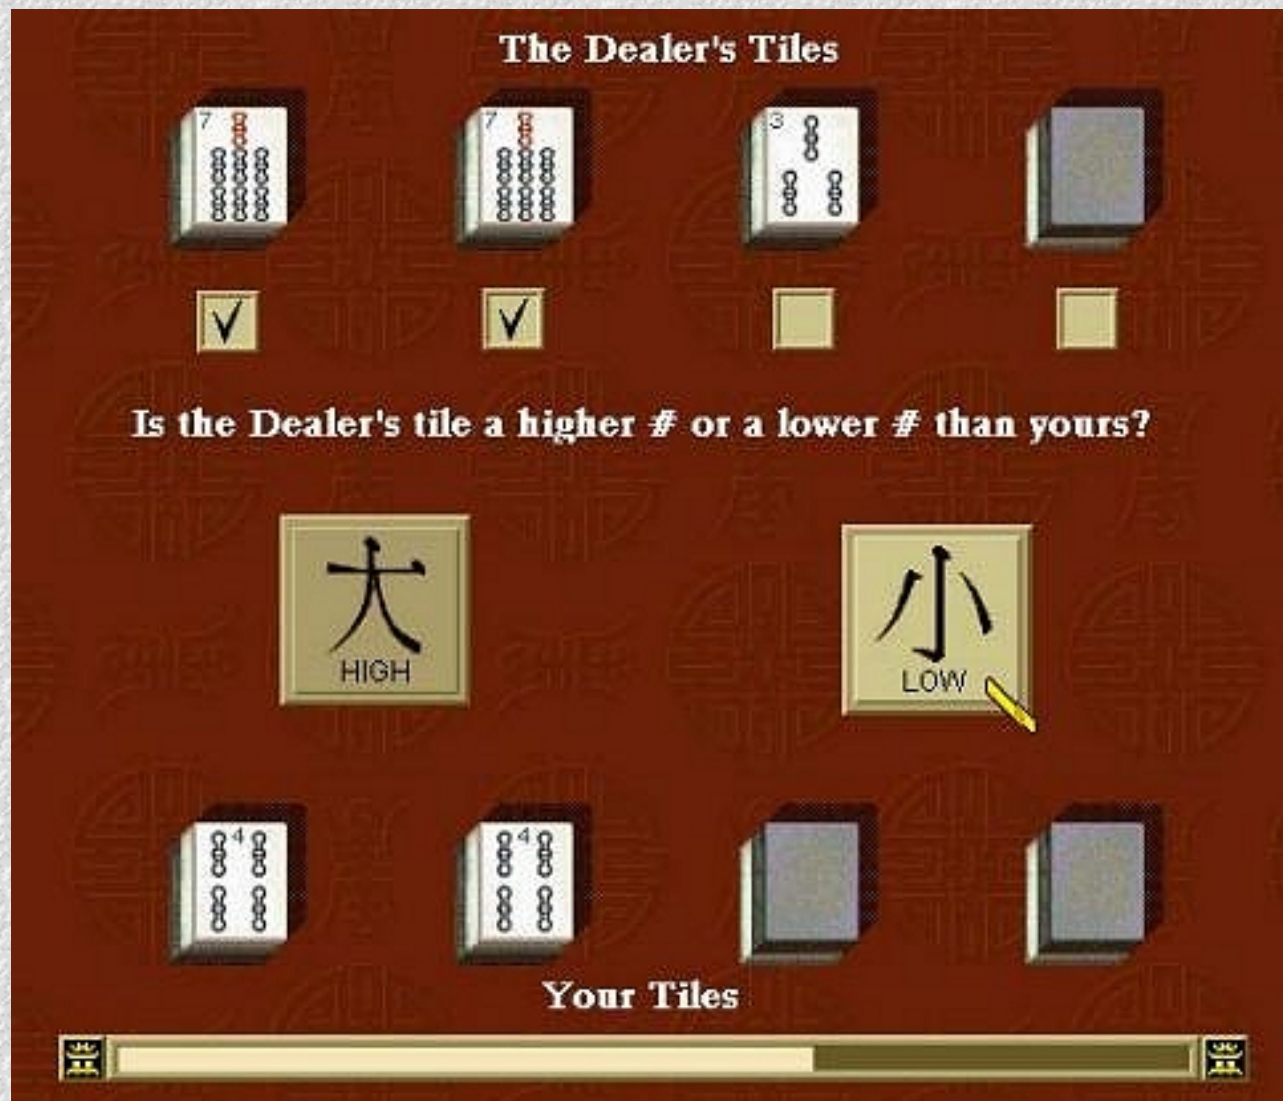 The Dealer's Tiles
7 7 3
Is the Dealer's tile a higher # or a lower # than yours?
大 小
HIGH LOW
4 4
Your Tiles